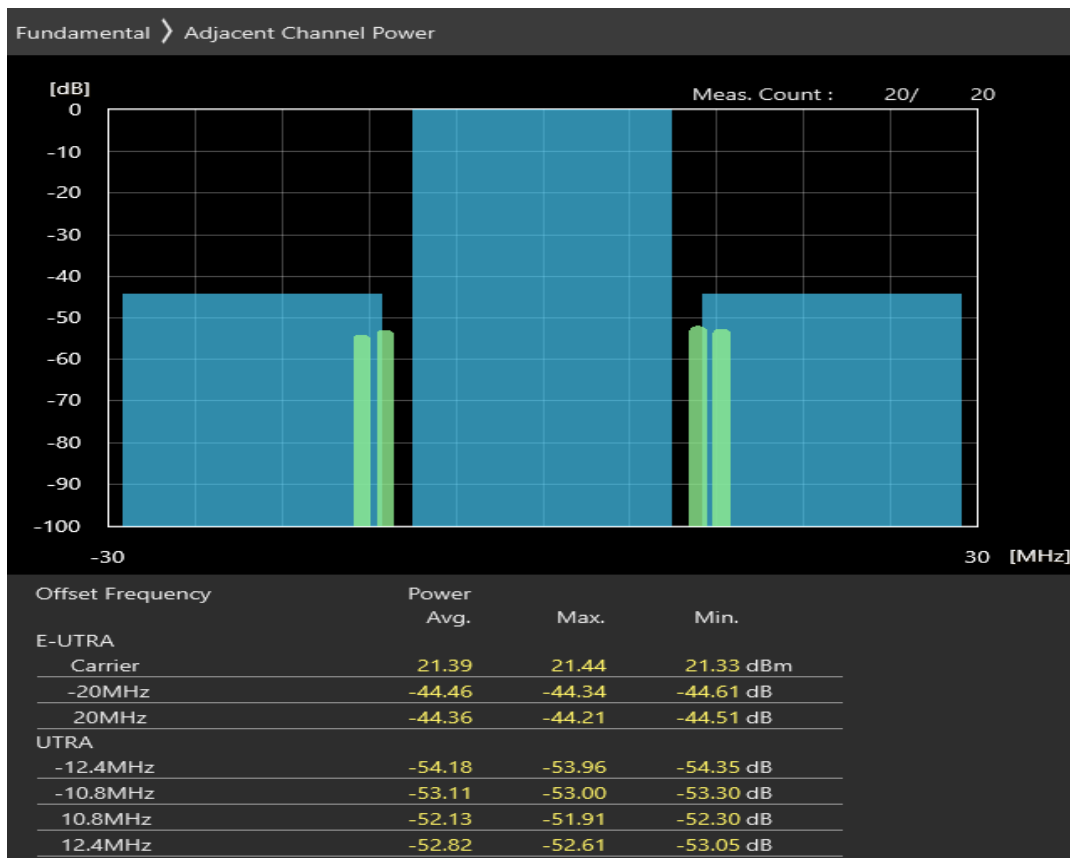 Fundamental 〉 Adjacent Channel Power
[dB]
Meas. Count : 20/ 20
0
-10
-20
-30
-40
-50
-60
-70
-80
-90
-100
-30 30 [MHz]
Offset Frequency Power
Avg. Max. Min.
E-UTRA
Carrier 21.39 21.44 21.33 dBm
-20MHz -44.46 -44.34 -44.61 dB
20MHz -44.36 -44.21 -44.51 dB
UTRA
-12.4MHz -54.18 -53.96 -54.35 dB
-10.8MHz -53.11 -53.00 -53.30 dB
10.8MHz -52.13 -51.91 -52.30 dB
12.4MHz -52.82 -52.61 -53.05 dB